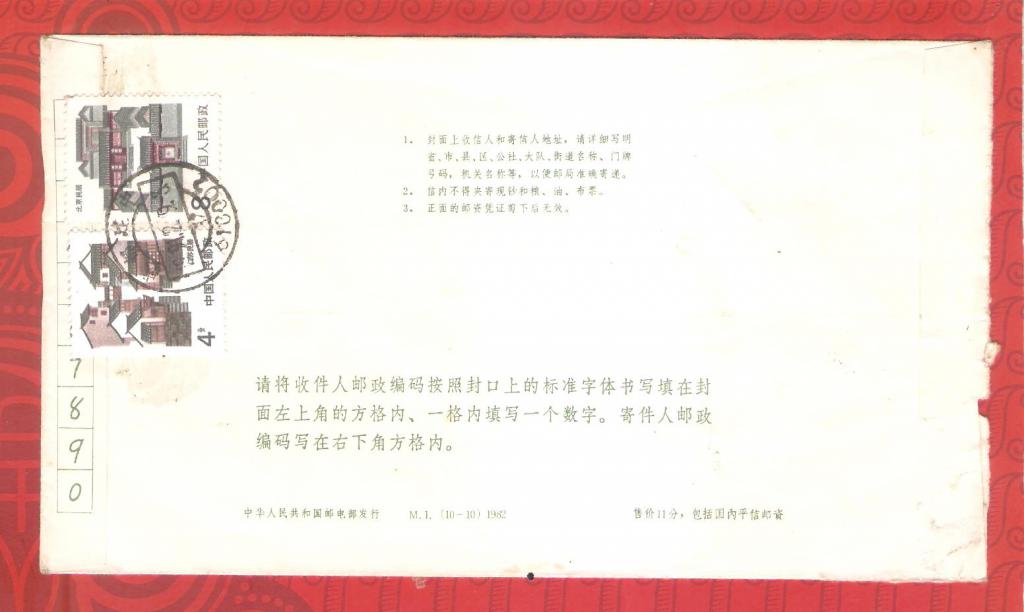 中国人民邮政
北京民居
8
中国人民邮政
江苏民居
4分
7
8
9
0
1. 封面上收信人和寄信人地址，请详细写明
省、市、县、区、公社、大队、街道名称、门牌
号码，机关名称等，以便邮局准确寄递。
2. 信内不得夹寄现钞和粮、油、布票。
3. 正面的邮资凭证剪下后无效。
请将收件人邮政编码按照封口上的标准字体书写填在封
面左上角的方格内、一格内填写一个数字。寄件人邮政
编码写在右下角方格内。
中华人民共和国邮电部发行 M.1. (10－10) 1982 售价11分，包括国内平信邮资